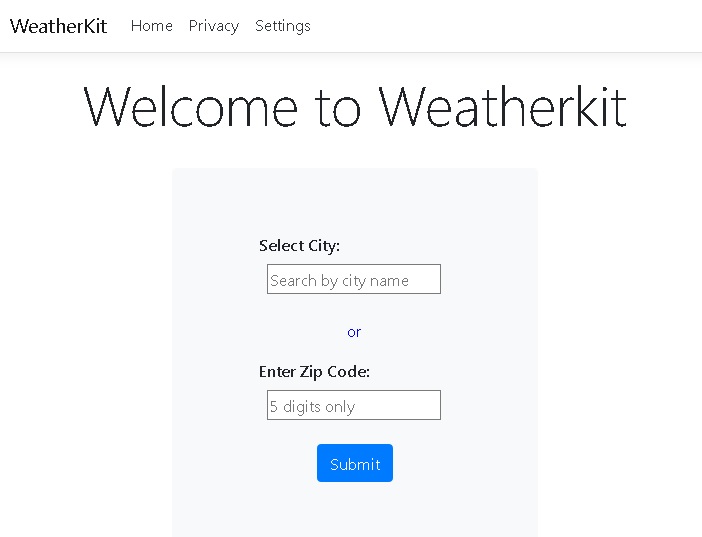 WeatherKit Home Privacy Settings
Welcome to Weatherkit
Select City:
Search by city name
or
Enter Zip Code:
5 digits only
Submit